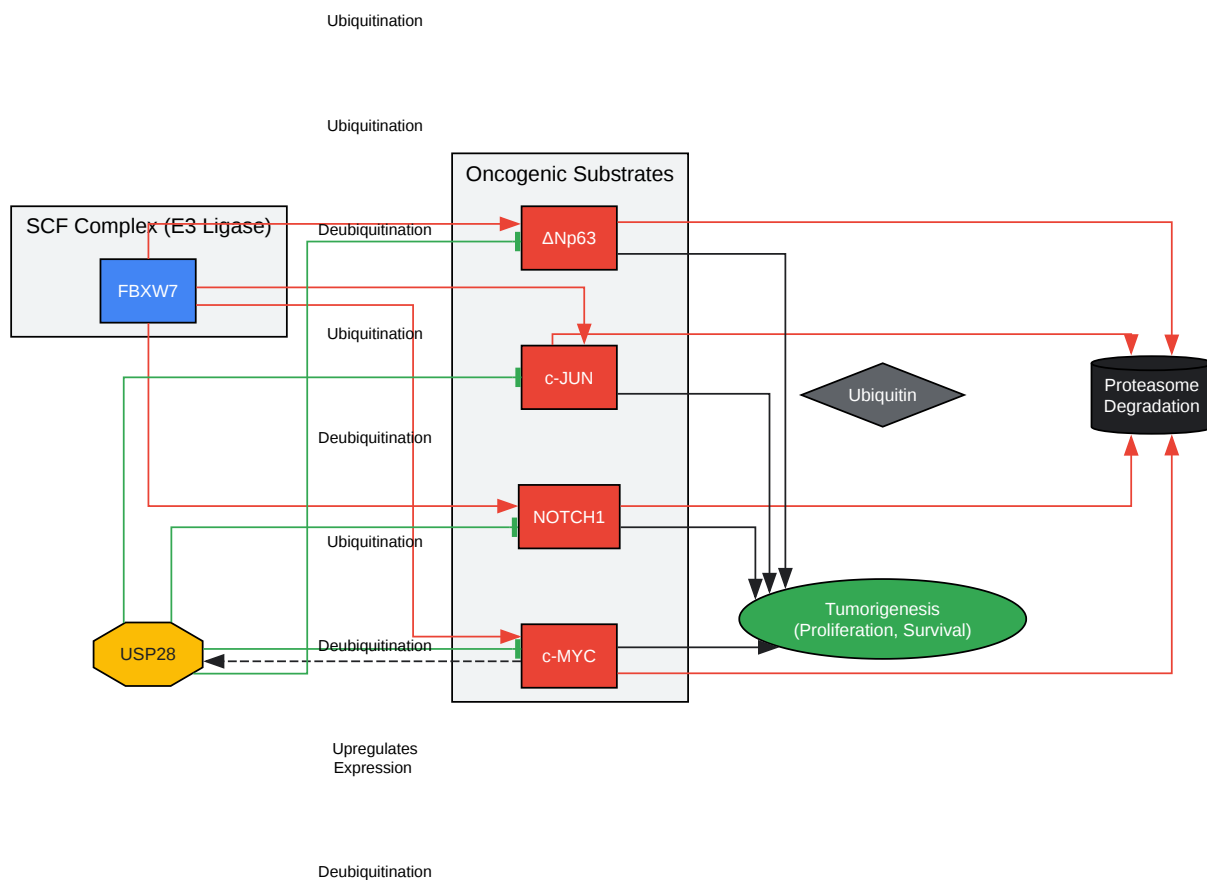 Ubiquitination
Ubiquitination
Oncogenic Substrates
SCF Complex (E3 Ligase)
Deubiquitination
ΔNp63
FBXW7
Ubiquitination
c-JUN
Ubiquitin
Proteasome
Degradation
Deubiquitination
NOTCH1
Ubiquitination
Tumorigenesis
(Proliferation, Survival)
USP28
Deubiquitination
c-MYC
Upregulates
Expression
Deubiquitination